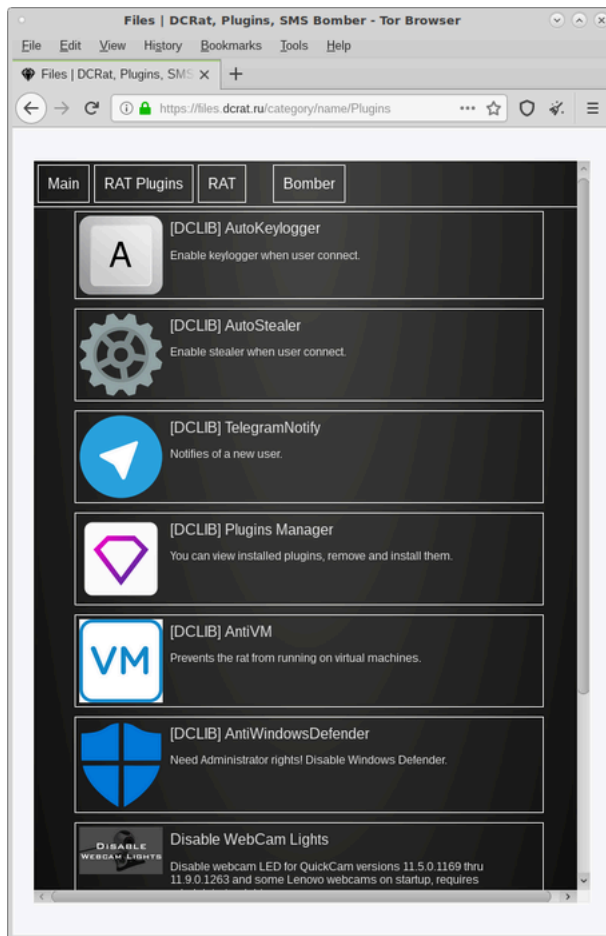 Files | DCRat, Plugins, SMS Bomber - Tor Browser
File Edit View History Bookmarks Tools Help
Files | DCRat, Plugins, SMS
https://files.dcrat.ru/category/name/Plugins
Main RAT Plugins RAT Bomber
A
[DCLIB] AutoKeylogger
Enable keylogger when user connect.
[DCLIB] AutoStealer
Enable stealer when user connect.
[DCLIB] TelegramNotify
Notifies of a new user.
[DCLIB] Plugins Manager
You can view installed plugins, remove and install them.
VM
[DCLIB] AntiVM
Prevents the rat from running on virtual machines.
[DCLIB] AntiWindowsDefender
Need Administrator rights! Disable Windows Defender.
DISABLE
WEBCAM LIGHTS
Disable WebCam Lights
Disable webcam LED for QuickCam versions 11.5.0.1169 thru
11.9.0.1263 and some Lenovo webcams on startup, requires